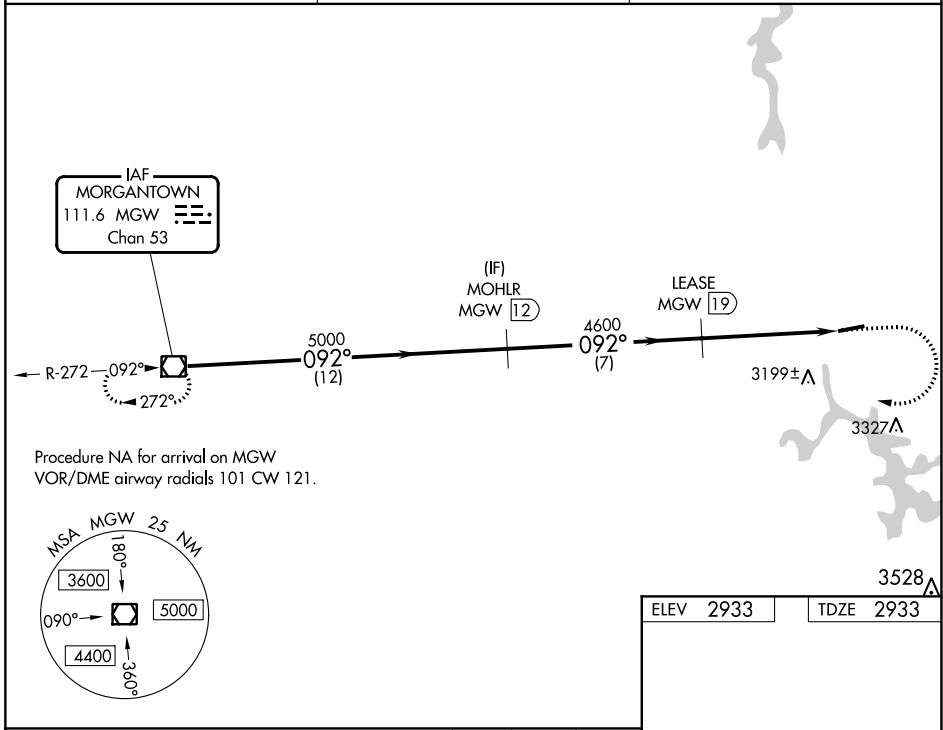 IAF
MORGANTOWN
111.6 MGW
Chan 53
(IF)
MOHLR
MGW 12
LEASE
MGW 19
5000
092°
(12)
4600
092°
(7)
R-272
092°
272°
3199±
3327
Procedure NA for arrival on MGW
VOR/DME airway radials 101 CW 121.
MSA MGW 25 NM
180°
3600
090°
5000
4400
360°
3528
ELEV 2933
TDZE 2933